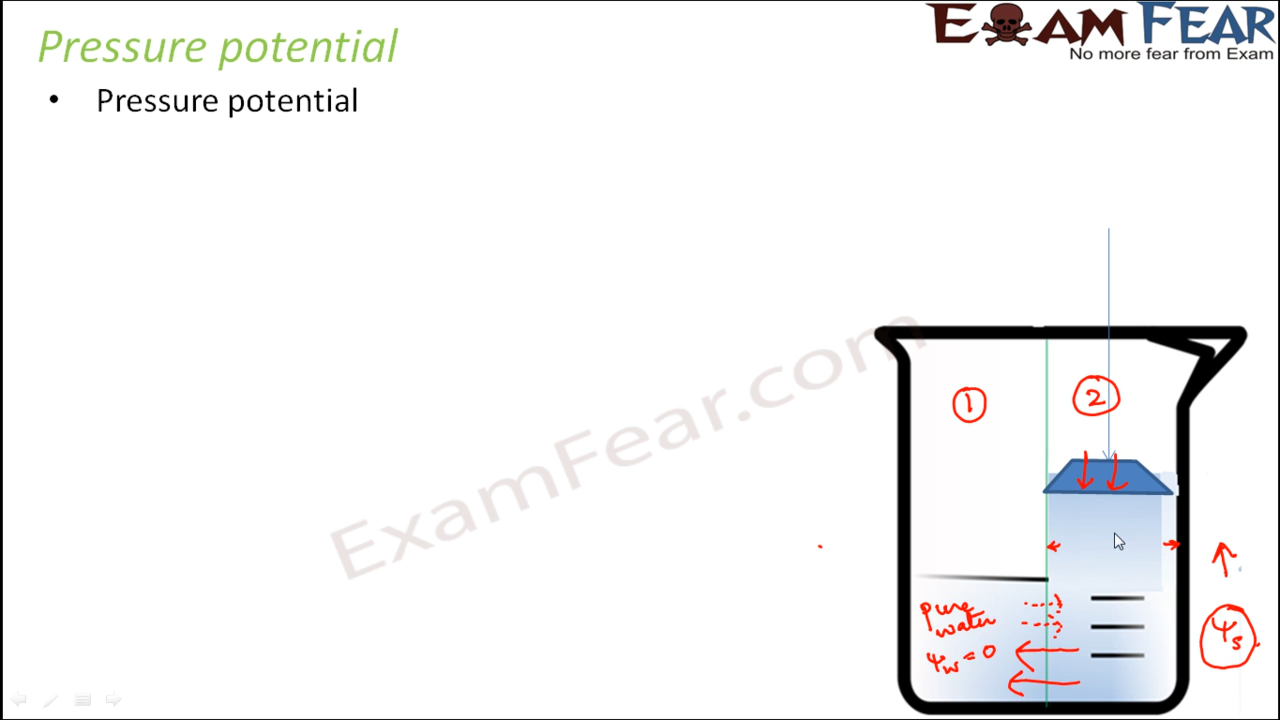 Pressure potential
EXAM FEAR
No more fear from Exam
• Pressure potential
ExamFear.com
1
2
pure
water
Ψw = 0
Ψs